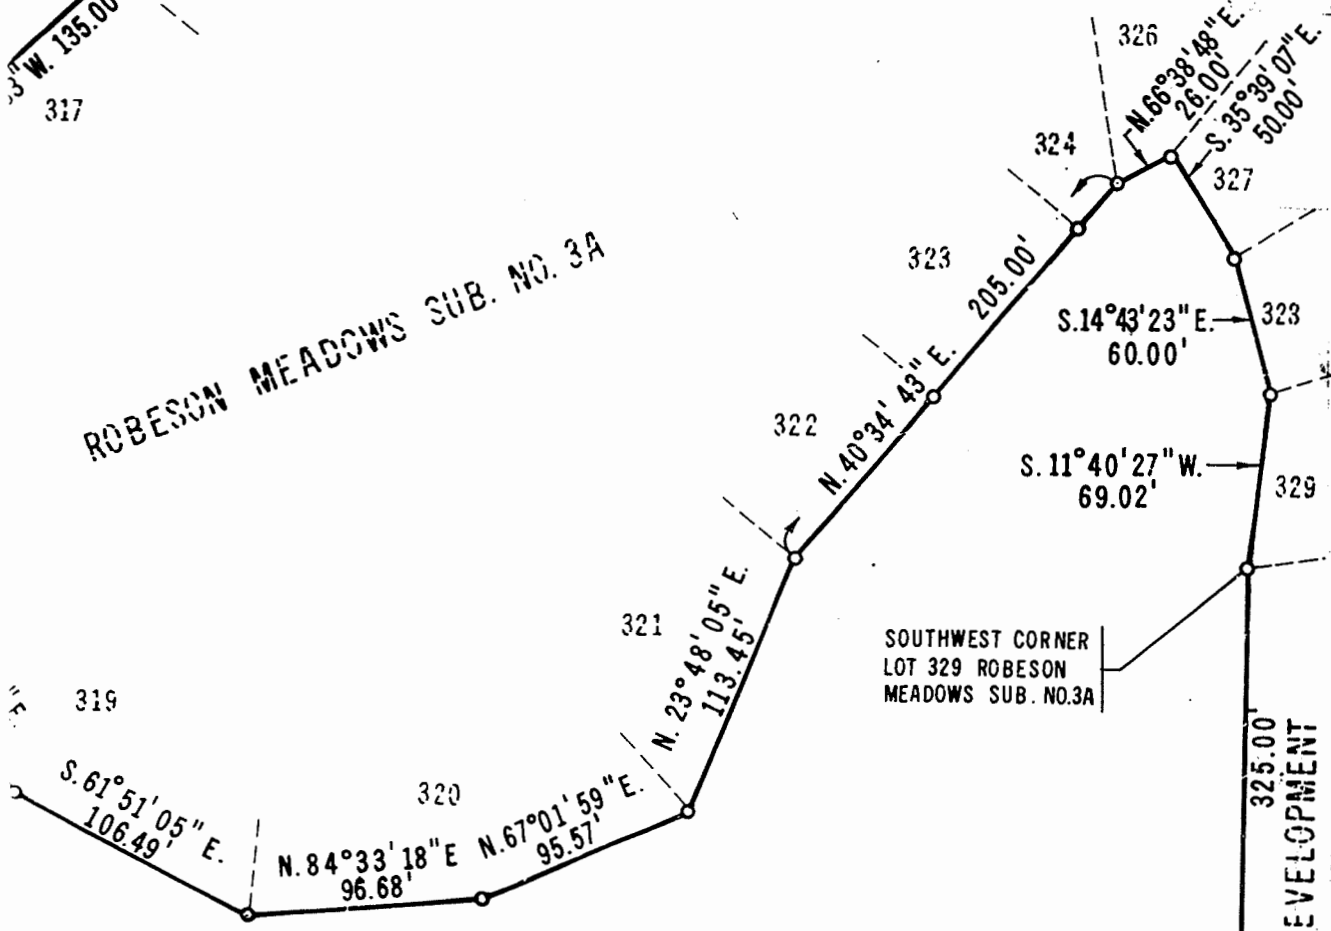 3" W. 135.00
317
326
N.66°38'48"E.
26.00'
S.35°39'07"E.
50.00'
324
327
323
205.00'
ROBESON MEADOWS SUB. NO. 3A
S.14°43'23"E.
60.00'
328
322
N.40°34'43"E.
S.11°40'27"W.
69.02'
329
321
N.23°48'05"E.
113.45'
SOUTHWEST CORNER
LOT 329 ROBESON
MEADOWS SUB. NO.3A
"E.
319
S.61°51'05"E.
106.49'
320
N.84°33'18"E
96.68'
N.67°01'59"E.
95.57'
325.00'
EVELOPMENT